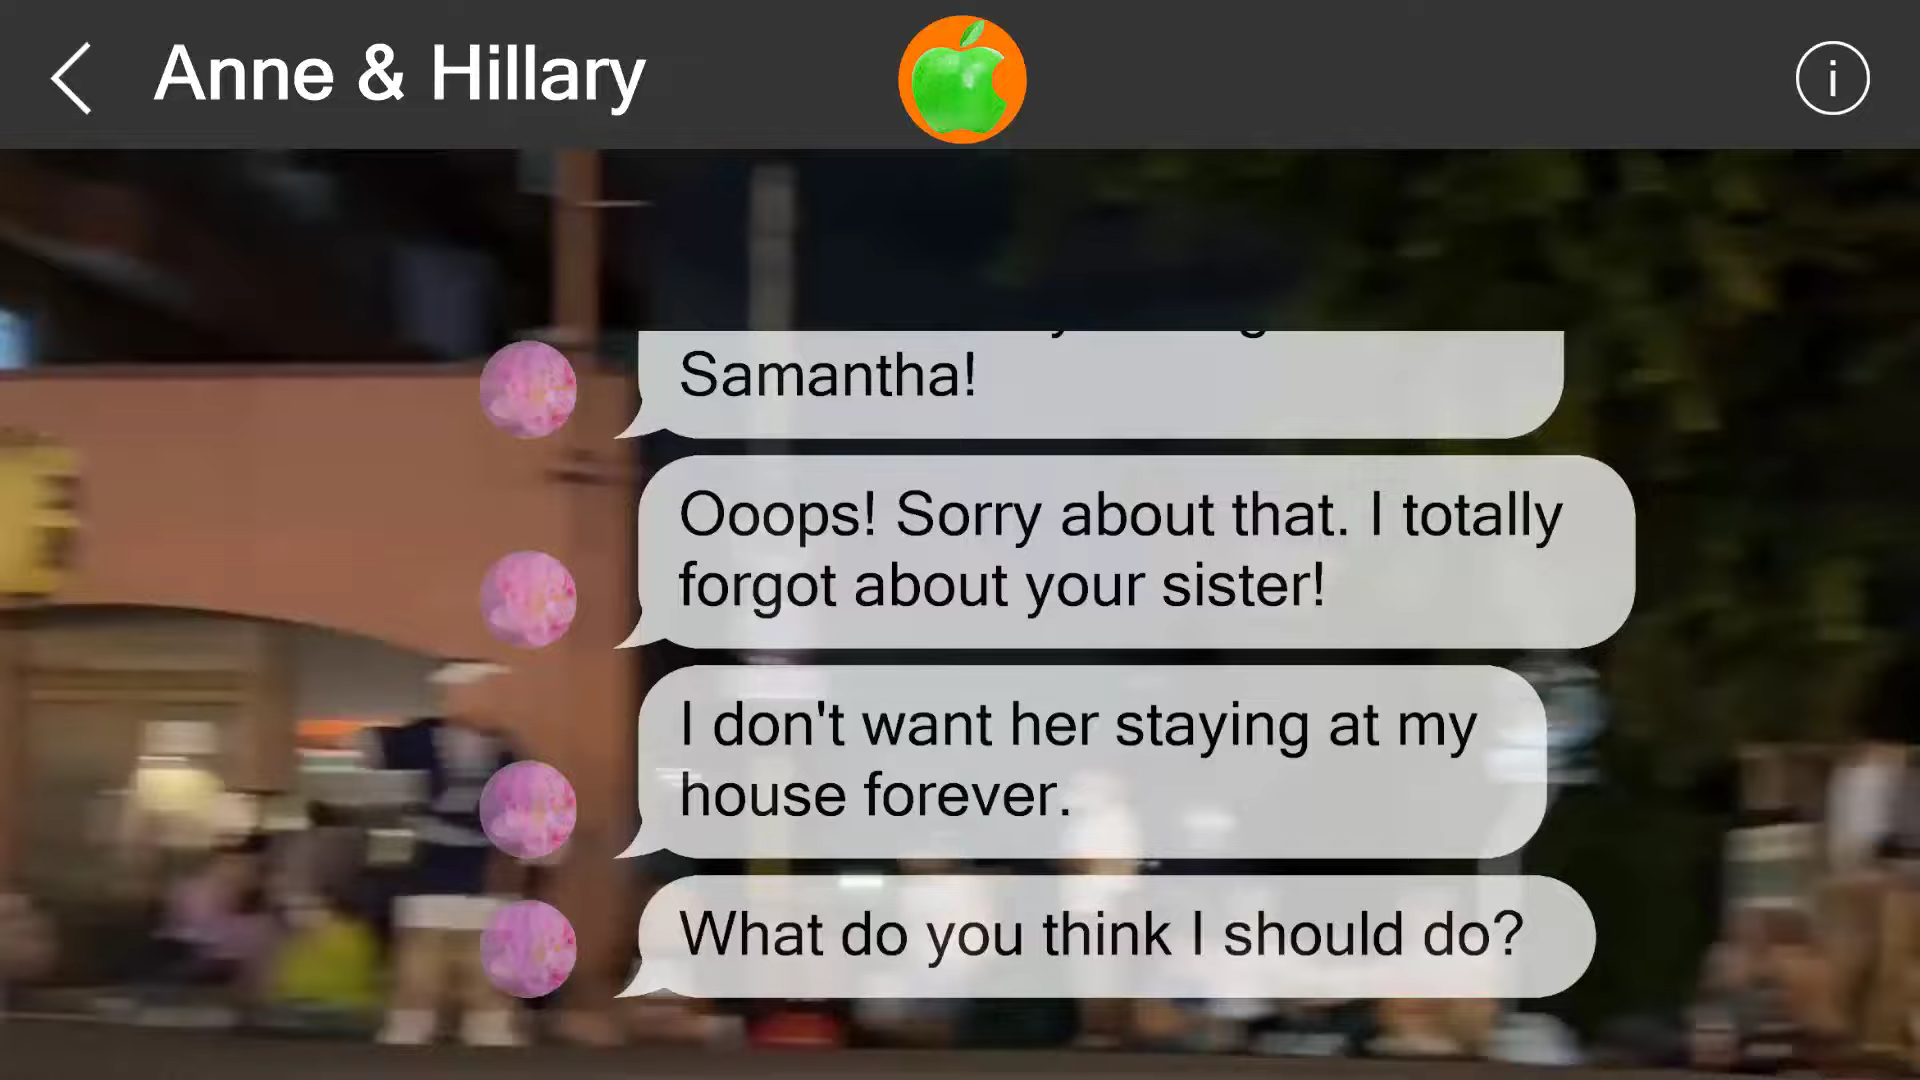 Anne & Hillary
i
Samantha!
Ooops! Sorry about that. I totally
forgot about your sister!
I don't want her staying at my
house forever.
What do you think I should do?